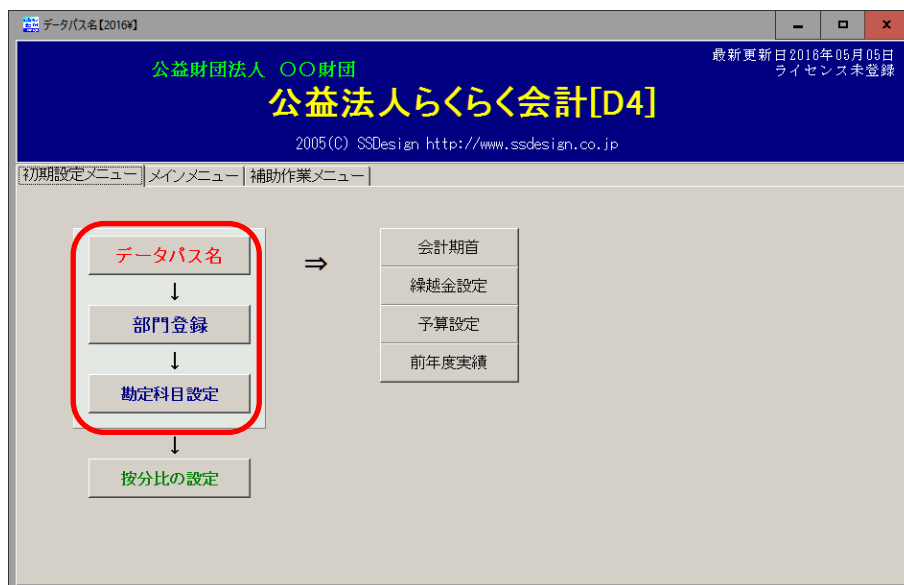 データパス名【2016¥】
最新更新日2016年05月05日
ライセンス未登録
公益財団法人 〇〇財団
公益法人らくらく会計[D4]
2005(C) SSDesign http://www.ssdesign.co.jp
初期設定メニュー メインメニュー 補助作業メニュー
データパス名
⇒
会計期首
↓
繰越金設定
部門登録
予算設定
↓
前年度実績
勘定科目設定
↓
按分比の設定